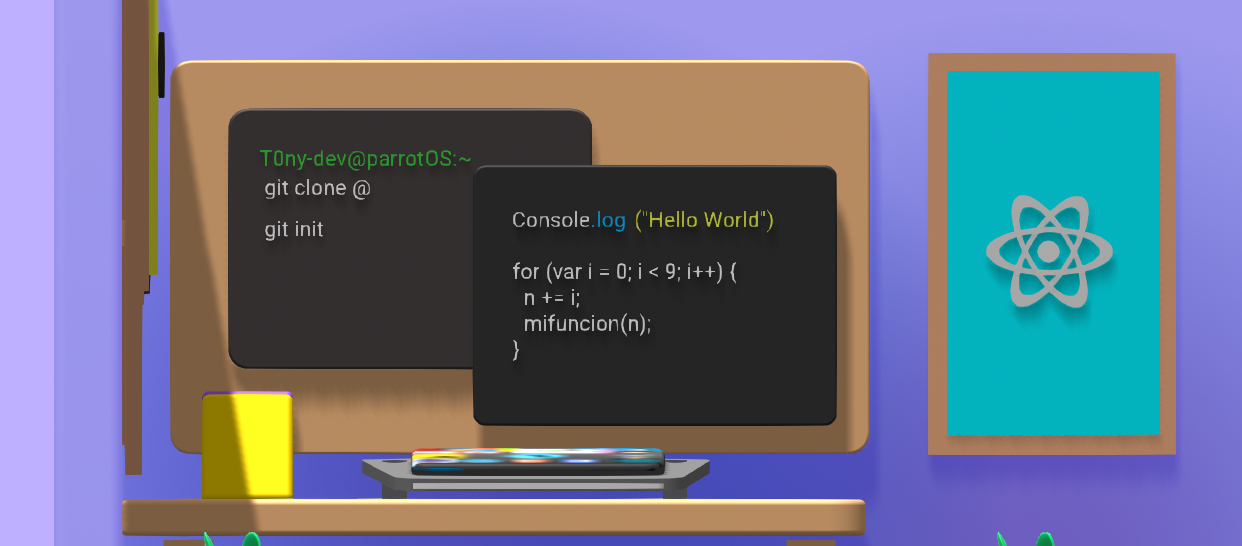 T0ny-dev@parrotOS:~
git clone @
git init
Console.log ("Hello World")
for (var i = 0; i < 9; i++) {
n += i;
mifuncion(n);
}